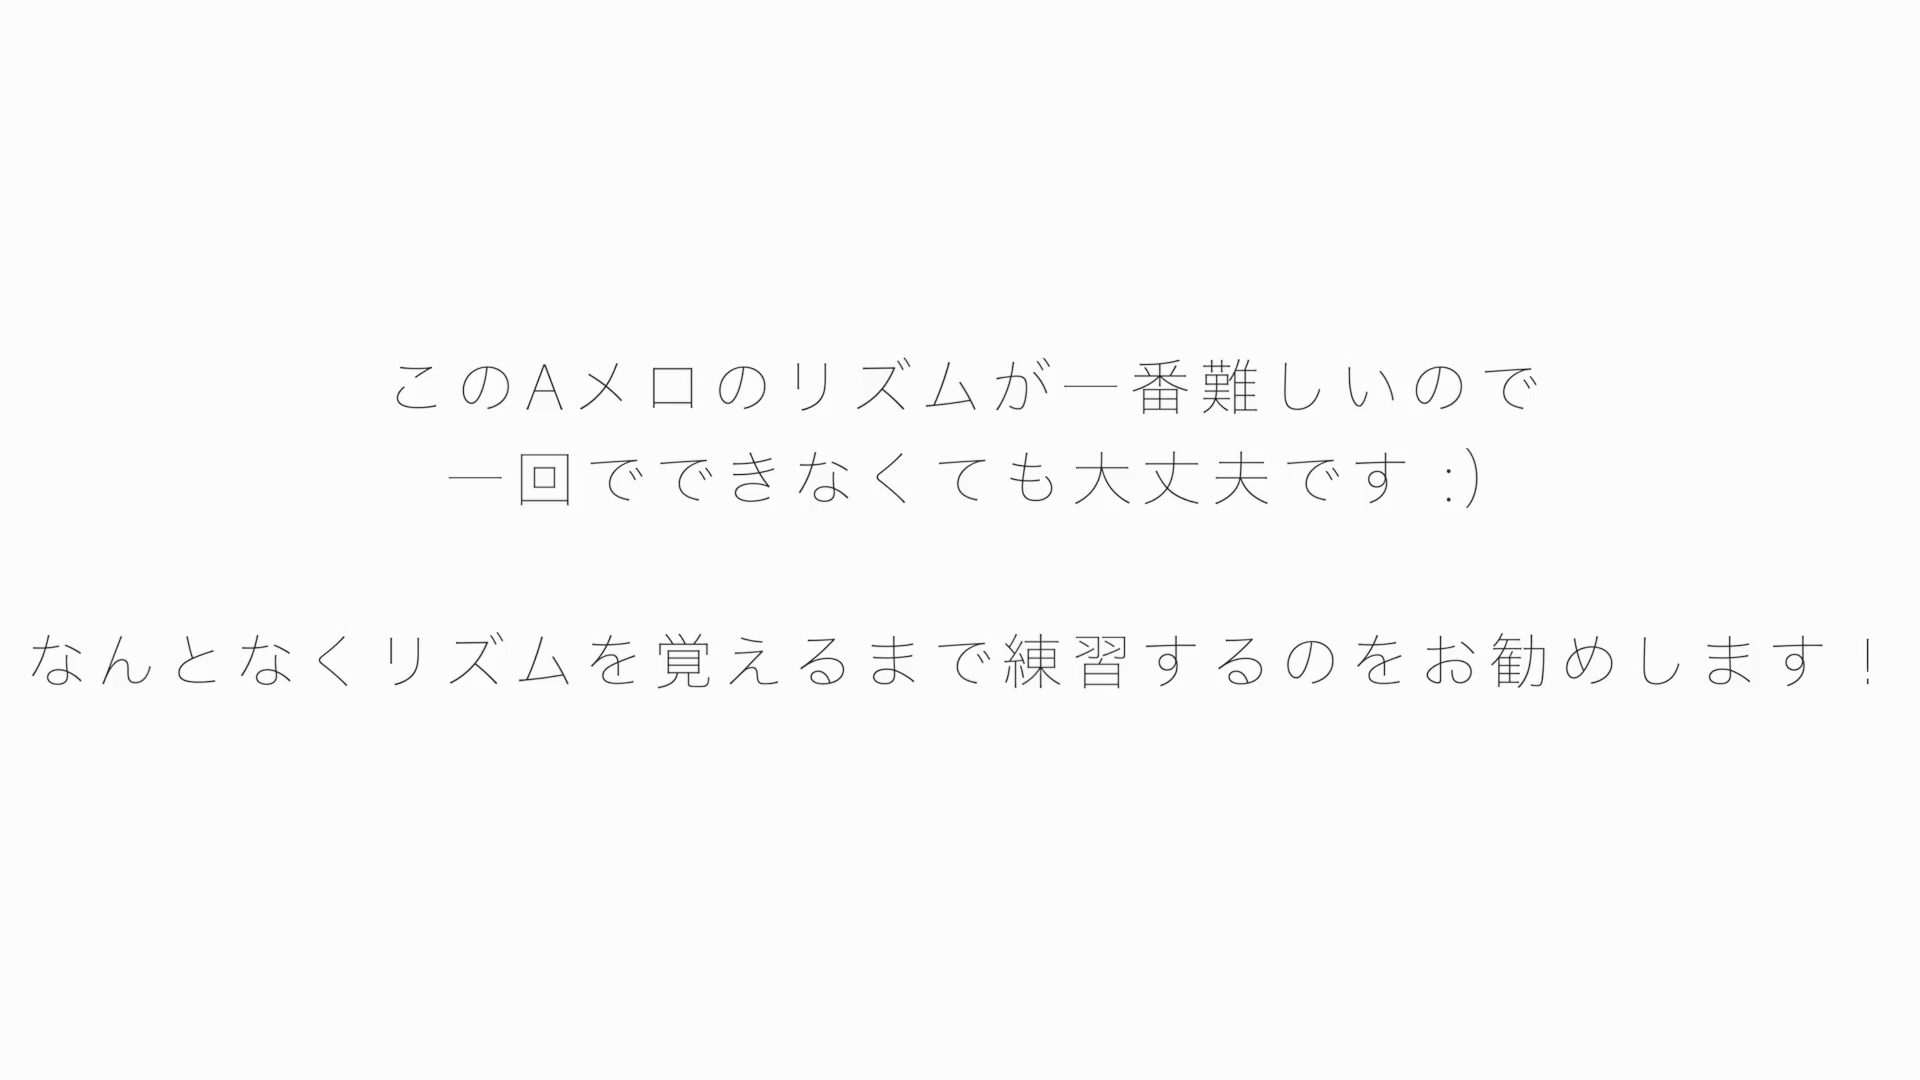 このAメロのリズムが一番難しいので
一回でできなくても大丈夫です :)
なんとなくリズムを覚えるまで練習するのをお勧めします！